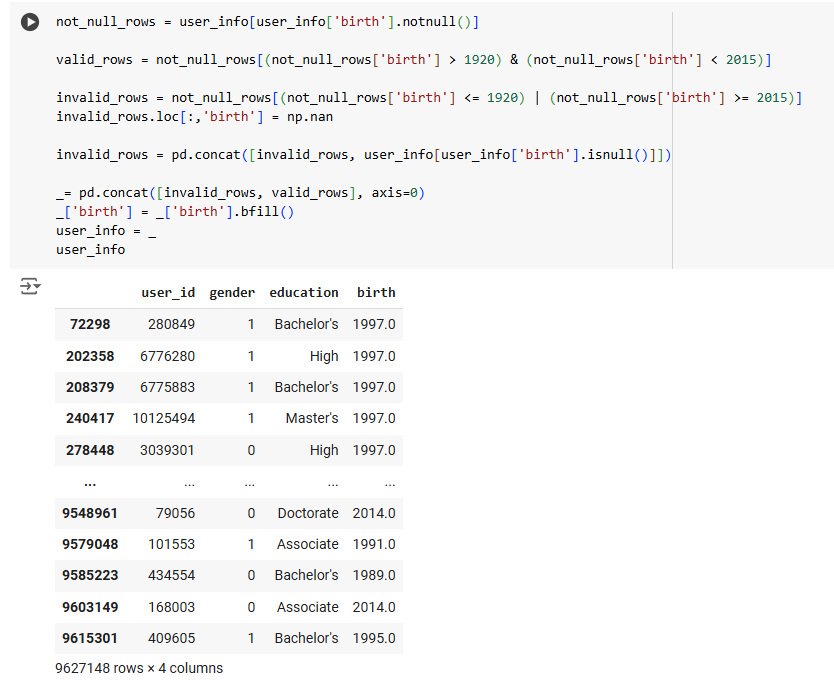 not_null_rows = user_info[user_info['birth'].notnull()]
valid_rows = not_null_rows[(not_null_rows['birth'] > 1920) & (not_null_rows['birth'] < 2015)]
invalid_rows = not_null_rows[(not_null_rows['birth'] <= 1920) | (not_null_rows['birth'] >= 2015)]
invalid_rows.loc[:,'birth'] = np.nan
invalid_rows = pd.concat([invalid_rows, user_info[user_info['birth'].isnull()]])
_= pd.concat([invalid_rows, valid_rows], axis=0)
_['birth'] = _['birth'].bfill()
user_info = _
user_info
user_id gender education birth
72298 280849 1 Bachelor's 1997.0
202358 6776280 1 High 1997.0
208379 6775883 1 Bachelor's 1997.0
240417 10125494 1 Master's 1997.0
278448 3039301 0 High 1997.0
... ... ... ... ...
9548961 79056 0 Doctorate 2014.0
9579048 101553 1 Associate 1991.0
9585223 434554 0 Bachelor's 1989.0
9603149 168003 0 Associate 2014.0
9615301 409605 1 Bachelor's 1995.0
9627148 rows × 4 columns